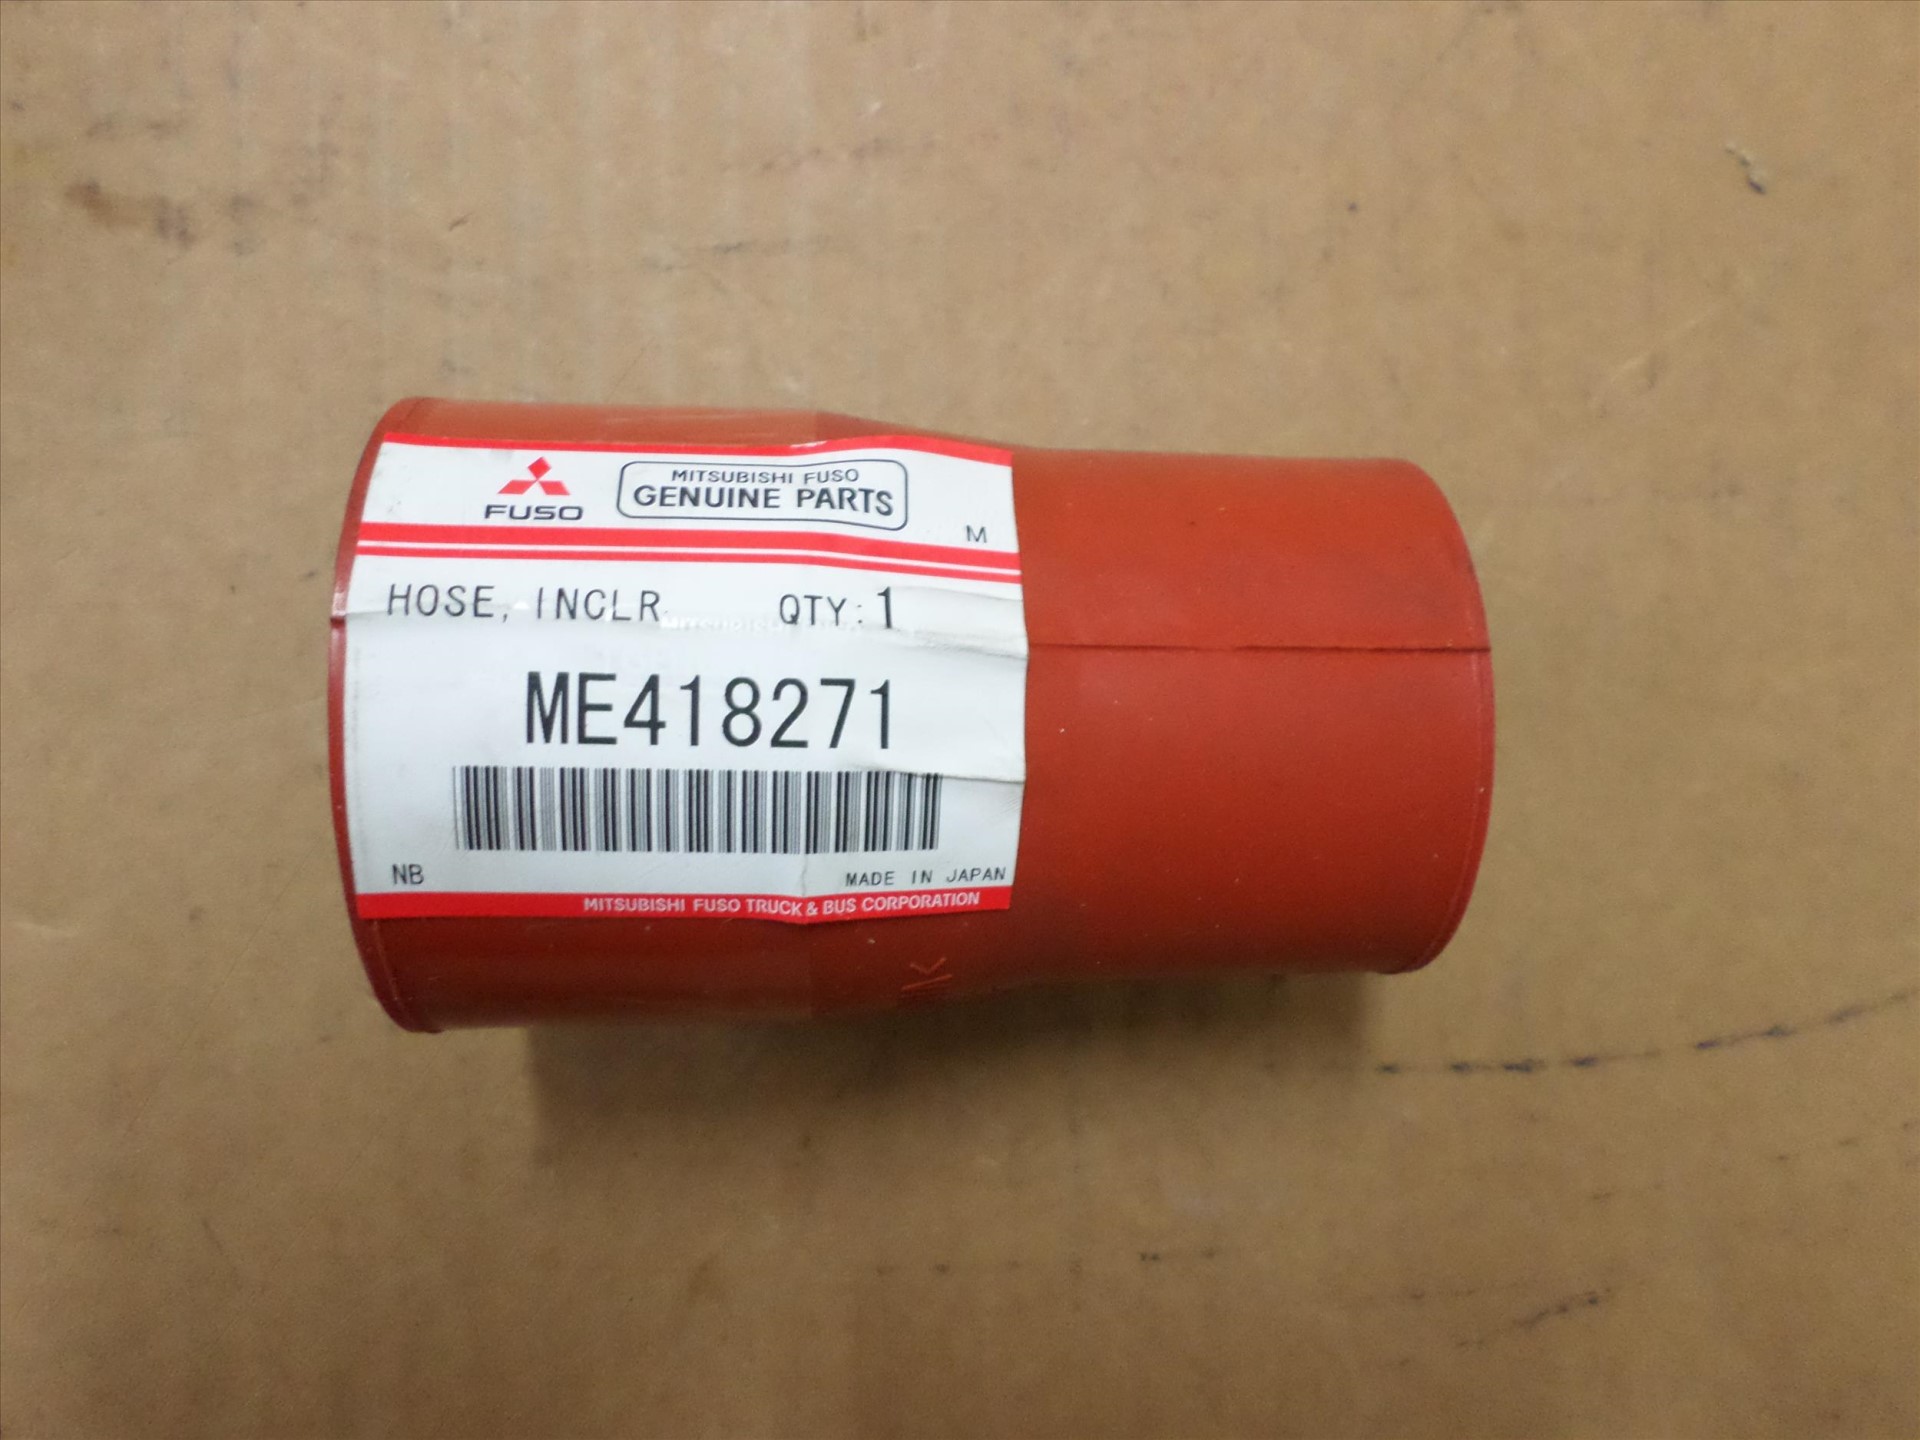 MITSUBISHI FUSO
FUSO GENUINE PARTS
M
HOSE, INCLR QTY: 1
ME418271
NB MADE IN JAPAN
MITSUBISHI FUSO TRUCK & BUS CORPORATION